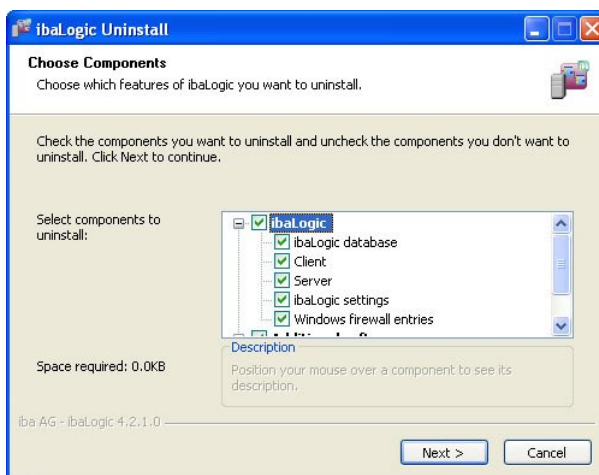 ibaLogic Uninstall
Choose Components
Choose which features of ibaLogic you want to uninstall.
Check the components you want to uninstall and uncheck the components you don't want to
uninstall. Click Next to continue.
Select components to
uninstall:
ibaLogic
ibaLogic database
Client
Server
ibaLogic settings
Windows firewall entries
Space required: 0.0KB
Description
Position your mouse over a component to see its
description.
iba AG - ibaLogic 4.2.1.0
Next >
Cancel